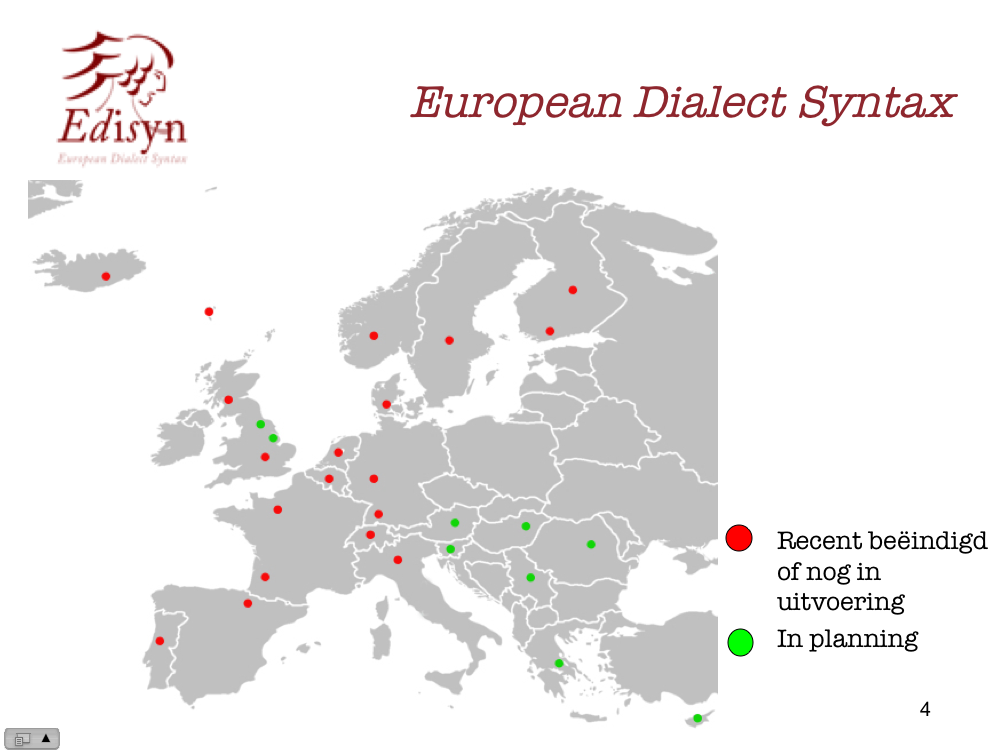 Edisyn
European Dialect Syntax
European Dialect Syntax
Recent beëindigd
of nog in
uitvoering
In planning
4